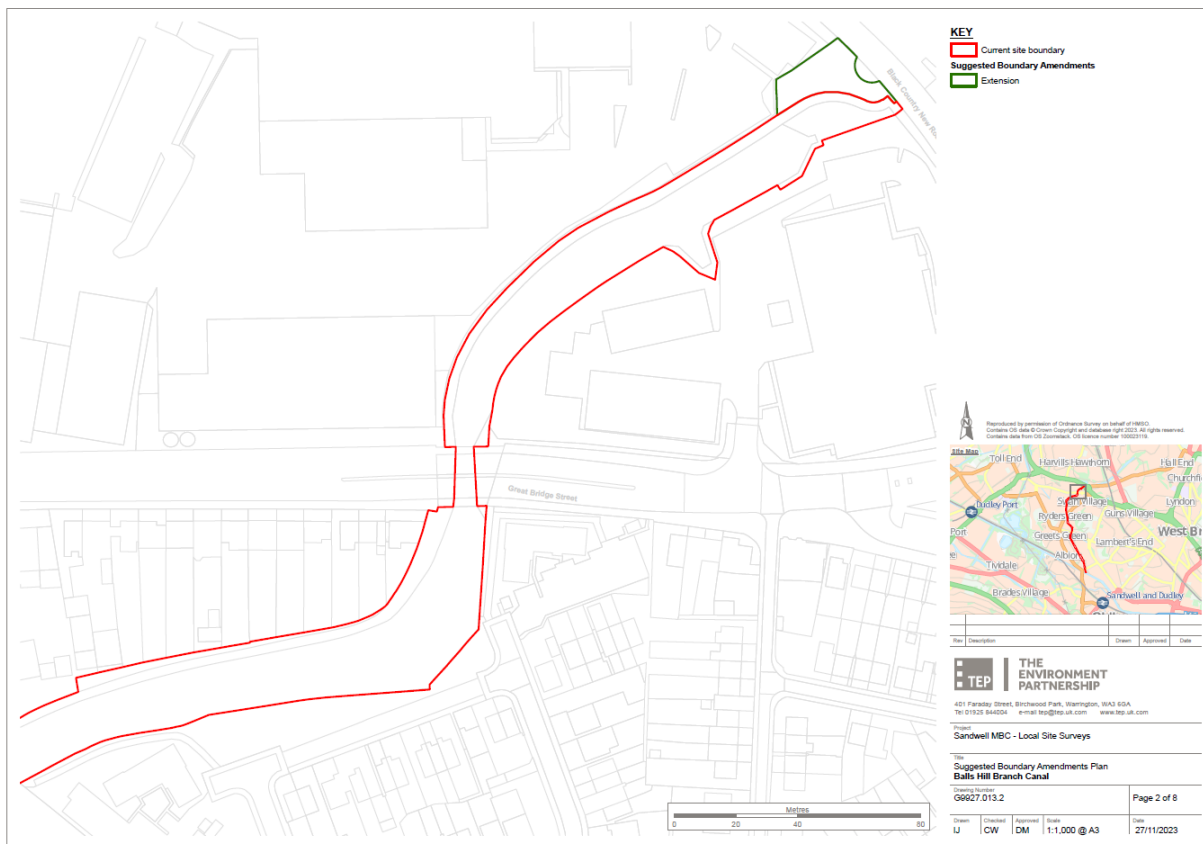 KEY
Current site boundary
Suggested Boundary Amendments
Extension
Black Country New Ro
Great Bridge Street
Metres
0 20 40 80
Reproduced by permission of Ordnance Survey on behalf of HMSO.
Contains OS data © Crown Copyright and database right 2023. All rights reserved.
Contains data from OS Zoomstack. OS licence number 100023119.
Site Map
Toll End
Harvills Hawthorn
Hall End
Churchfie
Dudley Port
Swan Village
Lyndon
Ryders Green
Guns Village
Port
Greets Green
West Br
Lambert's End
Albion
Tividale
Brades Village
Sandwell and Dudley
Rev Description Drawn Approved Date
TEP
THE
ENVIRONMENT
PARTNERSHIP
401 Faraday Street, Birchwood Park, Warrington, WA3 6GA
Tel 01925 844004 e-mail tep@tep.uk.com www.tep.uk.com
Project
Sandwell MBC - Local Site Surveys
Title
Suggested Boundary Amendments Plan
Balls Hill Branch Canal
Drawing Number
G9927.013.2
Page 2 of 8
Drawn Checked Approved Scale Date
IJ CW DM 1:1,000 @ A3 27/11/2023